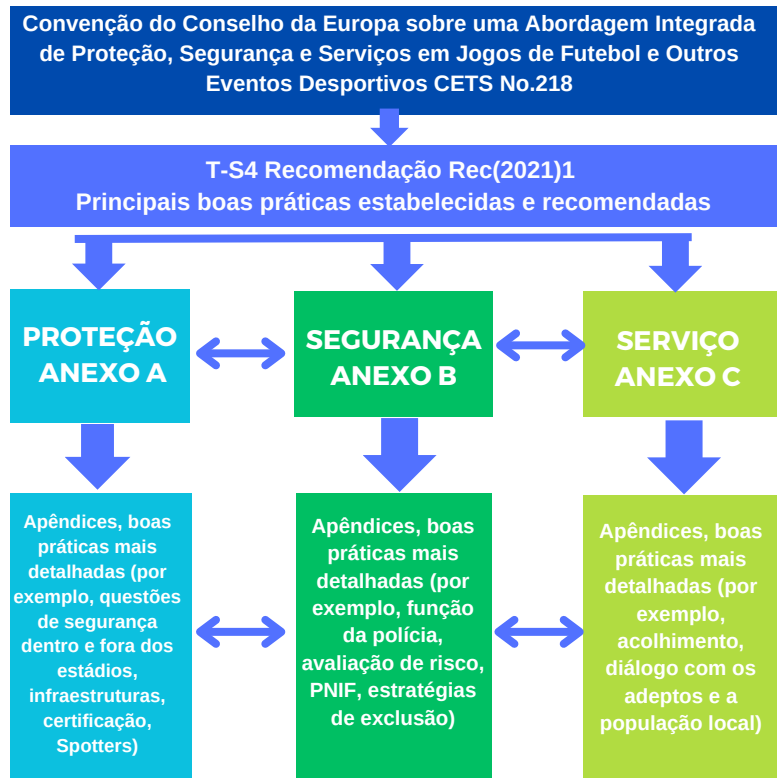 Convenção do Conselho da Europa sobre uma Abordagem Integrada
de Proteção, Segurança e Serviços em Jogos de Futebol e Outros
Eventos Desportivos CETS No.218
T-S4 Recomendação Rec(2021)1
Principais boas práticas estabelecidas e recomendadas
PROTEÇÃO
ANEXO A
SEGURANÇA
ANEXO B
SERVIÇO
ANEXO C
Apêndices, boas
práticas mais
detalhadas (por
exemplo, questões
de segurança
dentro e fora dos
estádios,
infraestruturas,
certificação,
Spotters)
Apêndices, boas
práticas mais
detalhadas (por
exemplo, função
da polícia,
avaliação de risco,
PNIF, estratégias
de exclusão)
Apêndices, boas
práticas mais
detalhadas (por
exemplo,
acolhimento,
diálogo com os
adeptos e a
população local)